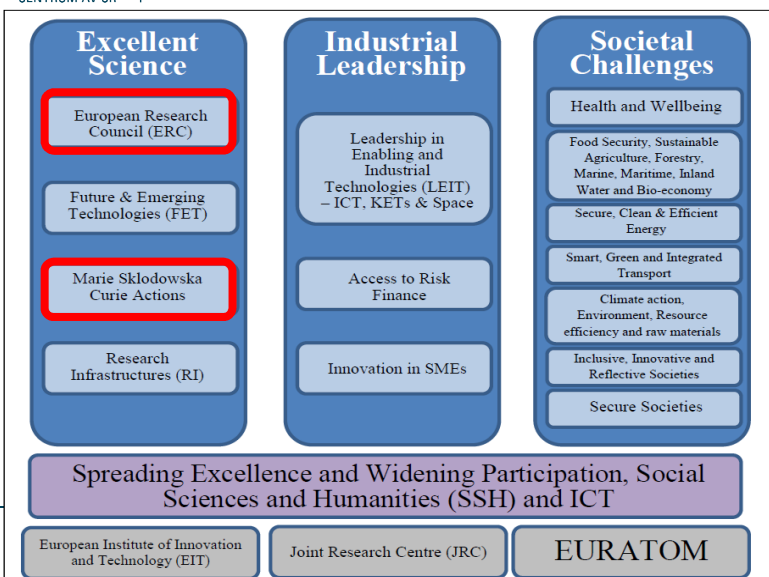 Excellent
Science
European Research
Council (ERC)
Future & Emerging
Technologies (FET)
Marie Sklodowska
Curie Actions
Research
Infrastructures (RI)
Industrial
Leadership
Leadership in
Enabling and
Industrial
Technologies (LEIT)
– ICT, KETs & Space
Access to Risk
Finance
Innovation in SMEs
Societal
Challenges
Health and Wellbeing
Food Security, Sustainable
Agriculture, Forestry,
Marine, Maritime, Inland
Water and Bio-economy
Secure, Clean & Efficient
Energy
Smart, Green and Integrated
Transport
Climate action,
Environment, Resource
efficiency and raw materials
Inclusive, Innovative and
Reflective Societies
Secure Societies
Spreading Excellence and Widening Participation, Social
Sciences and Humanities (SSH) and ICT
European Institute of Innovation
and Technology (EIT)
Joint Research Centre (JRC)
EURATOM